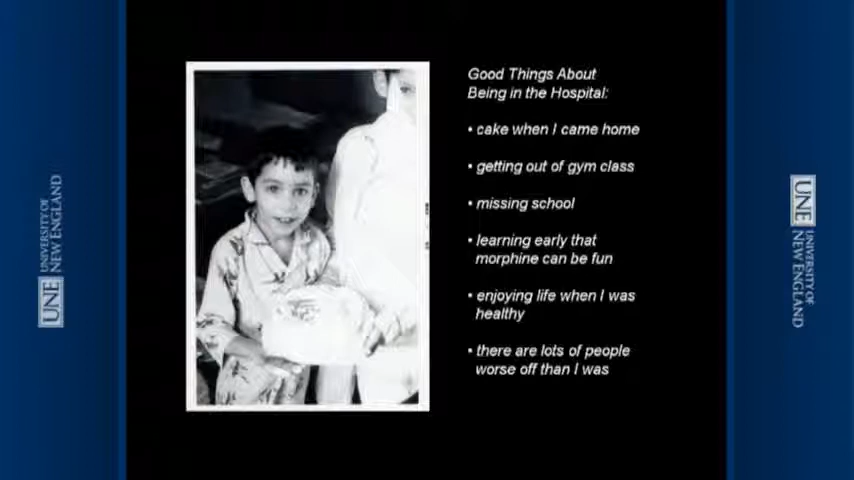 UNE
UNIVERSITY OF
NEW ENGLAND
Good Things About
Being in the Hospital:
• cake when I came home
• getting out of gym class
• missing school
• learning early that
morphine can be fun
• enjoying life when I was
healthy
• there are lots of people
worse off than I was
UNE
UNIVERSITY OF
NEW ENGLAND